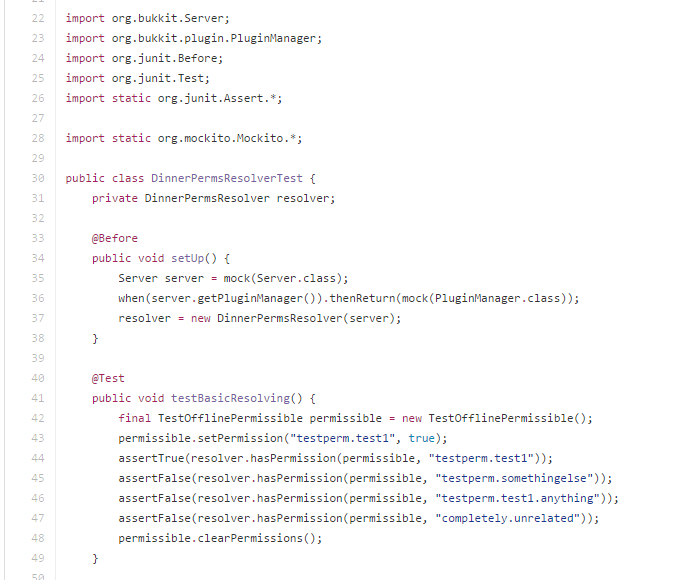 22 import org.bukkit.Server;
23 import org.bukkit.plugin.PluginManager;
24 import org.junit.Before;
25 import org.junit.Test;
26 import static org.junit.Assert.*;
27
28 import static org.mockito.Mockito.*;
29
30 public class DinnerPermsResolverTest {
31     private DinnerPermsResolver resolver;
32
33     @Before
34     public void setUp() {
35         Server server = mock(Server.class);
36         when(server.getPluginManager()).thenReturn(mock(PluginManager.class));
37         resolver = new DinnerPermsResolver(server);
38     }
39
40     @Test
41     public void testBasicResolving() {
42         final TestOfflinePermissible permissible = new TestOfflinePermissible();
43         permissible.setPermission("testperm.test1", true);
44         assertTrue(resolver.hasPermission(permissible, "testperm.test1"));
45         assertFalse(resolver.hasPermission(permissible, "testperm.somethingelse"));
46         assertFalse(resolver.hasPermission(permissible, "testperm.test1.anything"));
47         assertFalse(resolver.hasPermission(permissible, "completely.unrelated"));
48         permissible.clearPermissions();
49     }
50